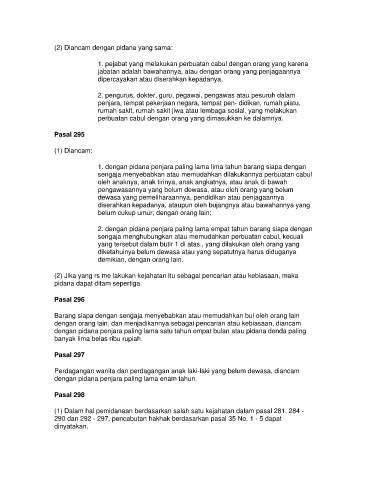 (2) Diancam dengan pidana yang sama:
1. pejabat yang melakukan perbuatan cabul dengan orang yang karena
jabatan adalah bawahannya, atau dengan orang yang penjagaannya
dipercayakan atau diserahkan kepadanya,
2. pengurus, dokter, guru, pegawai, pengawas atau pesuruh dalam
penjara, tempat pekerjaan negara, tempat pen- didikan, rumah piatu,
rumah sakit, rumah sakit jiwa atau lembaga sosial, yang melakukan
perbuatan cabul dengan orang yang dimasukkan ke dalamnya.
Pasal 295
(1) Diancam:
1. dengan pidana penjara paling lama lima tahun barang siapa dengan
sengaja menyebabkan atau memudahkan dilakukannya perbuatan cabul
oleh anaknya, anak tirinya, anak angkatnya, atau anak di bawah
pengawasannya yang belum dewasa, atau oleh orang yang belum
dewasa yang pemeliharaannya, pendidikan atau penjagaannya
diserahkan kepadanya, ataupun oleh bujangnya atau bawahannya yang
belum cukup umur, dengan orang lain;
2. dengan pidana penjara paling lama empat tahun barang siapa dengan
sengaja menghubungkan atau memudahkan perbuatan cabul, kecuali
yang tersebut dalam butir 1 di atas., yang dilakukan oleh orang yang
diketahuinya belum dewasa atau yang sepatutnya harus diduganya
demikian, dengan orang lain.
(2) Jika yang rs me lakukan kejahatan itu sebagai pencarian atau kebiasaan, maka
pidana dapat ditam sepertiga.
Pasal 296
Barang siapa dengan sengaja menyebabkan atau memudahkan bul oleh orang lain
dengan orang lain, dan menjadikannya sebagai pencarian atau kebiasaan, diancam
dengan pidana penjara paling lama satu tahun empat bulan atau pidana denda paling
banyak lima belas ribu rupiah.
Pasal 297
Perdagangan wanita dan perdagangan anak laki-laki yang belum dewasa, diancam
dengan pidana penjara paling lama enam tahun.
Pasal 298
(1) Dalam hal pemidanaan berdasarkan salah satu kejahatan dalam pasal 281, 284 -
290 dan 292 - 297, pencabutan hakhak berdasarkan pasal 35 No. 1 - 5 dapat
dinyatakan.